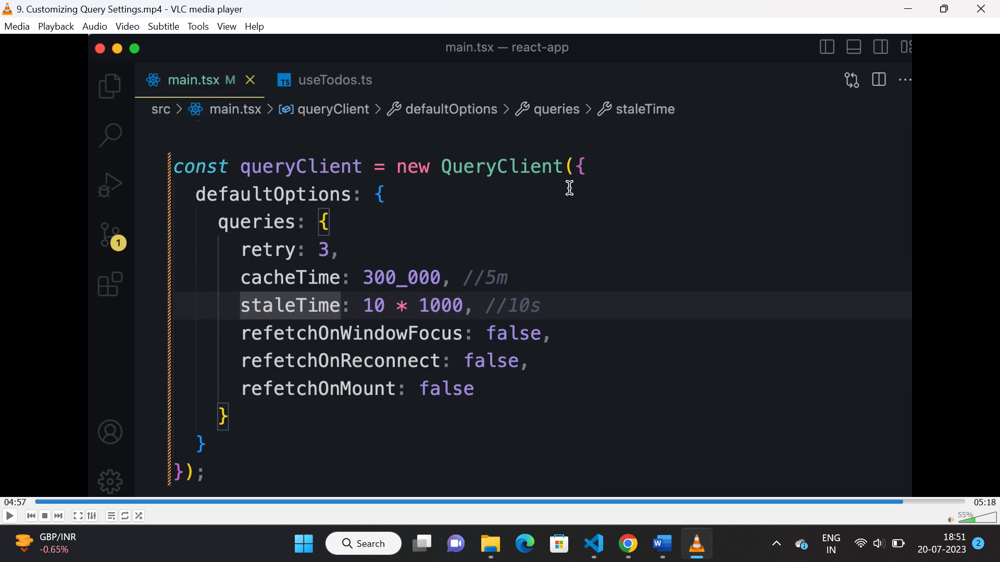 9. Customizing Query Settings.mp4 - VLC media player
Media Playback Audio Video Subtitle Tools View Help
main.tsx — react-app
main.tsx M TS useTodos.ts
src > main.tsx > queryClient > defaultOptions > queries > staleTime
const queryClient = new QueryClient({
defaultOptions: {
queries: {
retry: 3,
cacheTime: 300_000, //5m
staleTime: 10 * 1000, //10s
refetchOnWindowFocus: false,
refetchOnReconnect: false,
refetchOnMount: false
}
}
});
1
04:57 05:18
55%
GBP/INR
-0.65%
Search
W
ENG
IN
18:51
20-07-2023
2